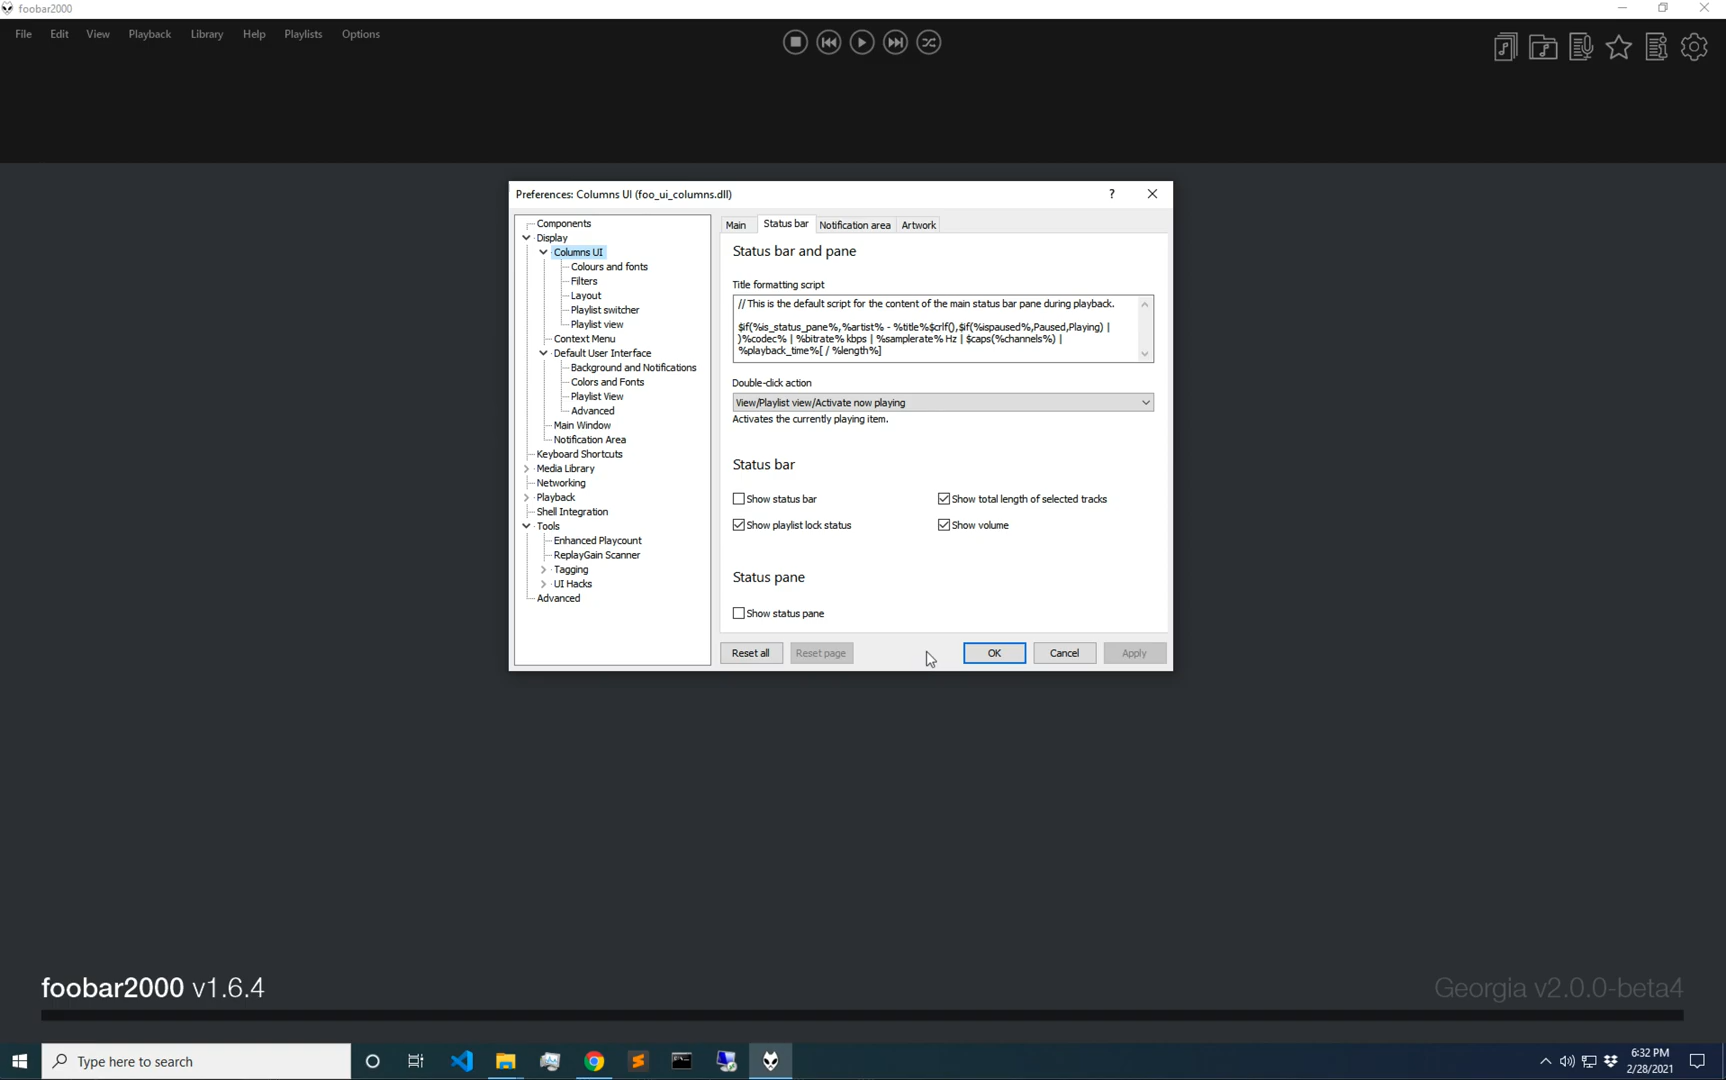 foobar2000
File Edit View Playback Library Help Playlists Options
Preferences: Columns UI (foo_ui_columns.dll)
?
Components
Display
Columns UI
Colours and fonts
Filters
Layout
Playlist switcher
Playlist view
Context Menu
Default User Interface
Background and Notifications
Colors and Fonts
Playlist View
Advanced
Main Window
Notification Area
Keyboard Shortcuts
Media Library
Networking
Playback
Shell Integration
Tools
Enhanced Playcount
ReplayGain Scanner
Tagging
UI Hacks
Advanced
Main Status bar Notification area Artwork
Status bar and pane
Title formatting script
// This is the default script for the content of the main status bar pane during playback.
$if(%is_status_pane%,%artist% - %title%$crlf(),$if(%ispaused%,Paused,Playing) |
)%codec% | %bitrate% kbps | %samplerate% Hz | $caps(%channels%) |
%playback_time%[ / %length%]
Double-click action
View/Playlist view/Activate now playing
Activates the currently playing item.
Status bar
Show status bar Show total length of selected tracks
Show playlist lock status Show volume
Status pane
Show status pane
Reset all Reset page OK Cancel Apply
foobar2000 v1.6.4
Georgia v2.0.0-beta4
Type here to search
6:32 PM
2/28/2021